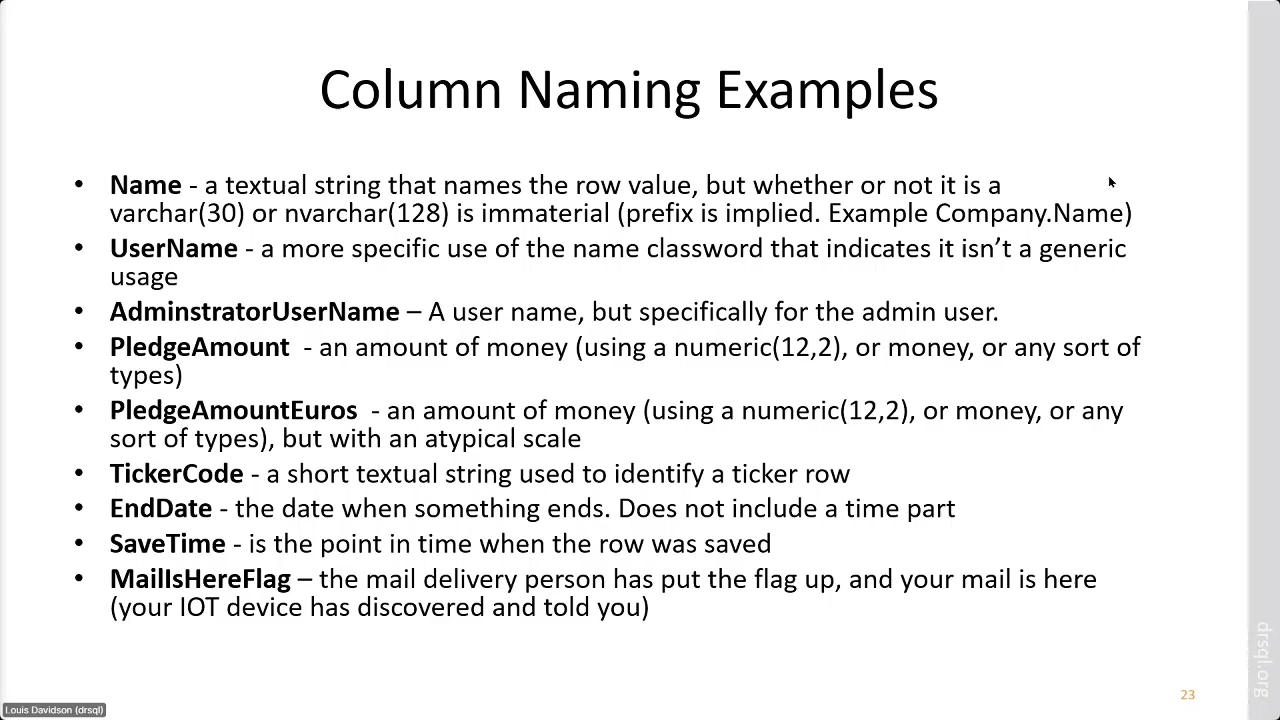 Column Naming Examples
• Name - a textual string that names the row value, but whether or not it is a
varchar(30) or nvarchar(128) is immaterial (prefix is implied. Example Company.Name)
• UserName - a more specific use of the name classword that indicates it isn’t a generic
usage
• AdminstratorUserName – A user name, but specifically for the admin user.
• PledgeAmount  - an amount of money (using a numeric(12,2), or money, or any sort of
types)
• PledgeAmountEuros  - an amount of money (using a numeric(12,2), or money, or any
sort of types), but with an atypical scale
• TickerCode - a short textual string used to identify a ticker row
• EndDate - the date when something ends. Does not include a time part
• SaveTime - is the point in time when the row was saved
• MailIsHereFlag – the mail delivery person has put the flag up, and your mail is here
(your IOT device has discovered and told you)
drsql.org
23
Louis Davidson (drsql)